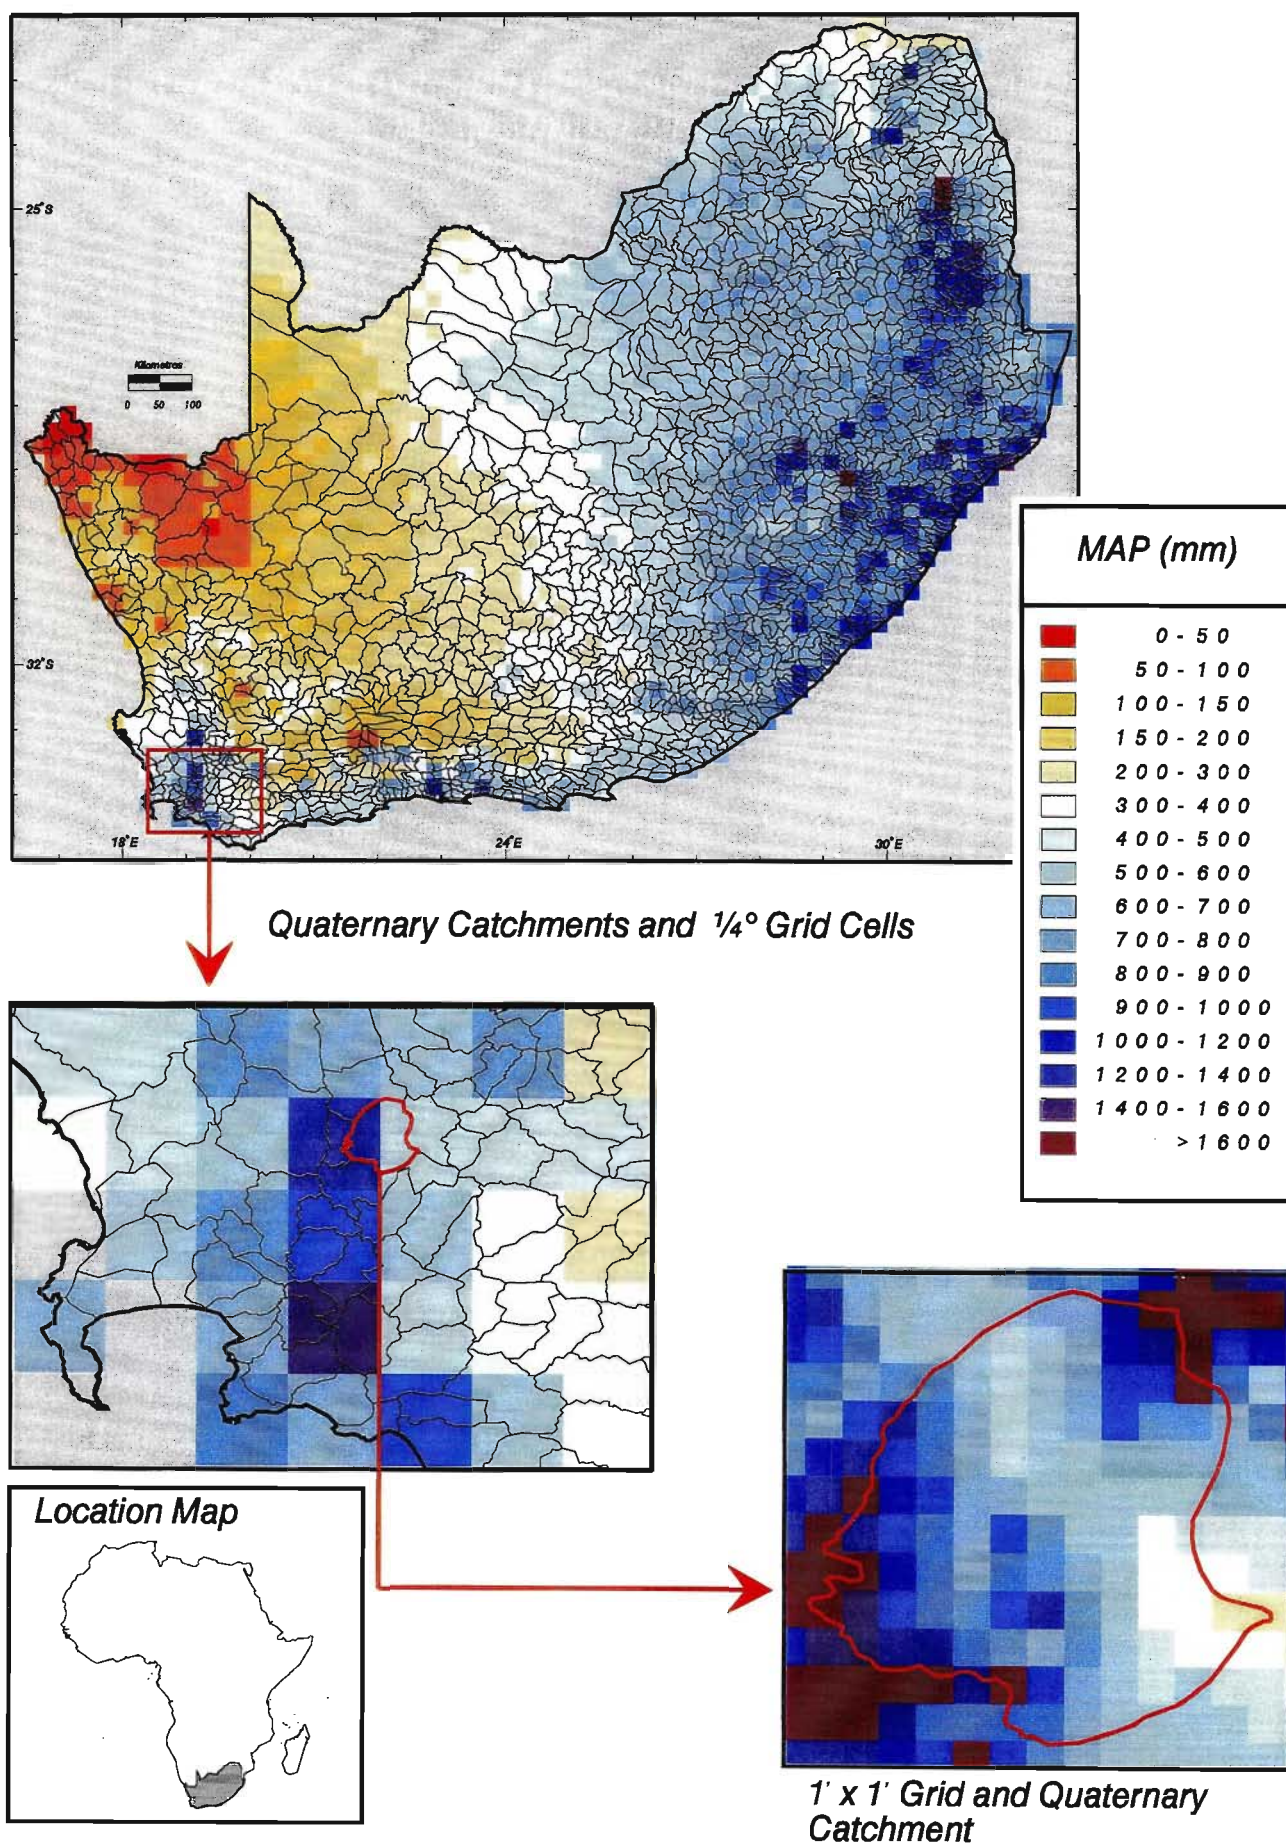 25°S
Kilometres
0 50 100
32°S
18°E
24°E
30°E
MAP (mm)
0 - 50
50 - 100
100 - 150
150 - 200
200 - 300
300 - 400
400 - 500
500 - 600
600 - 700
700 - 800
800 - 900
900 - 1000
1000 - 1200
1200 - 1400
1400 - 1600
>1600
Quaternary Catchments and ¼° Grid Cells
Location Map
1' x 1' Grid and Quaternary
Catchment